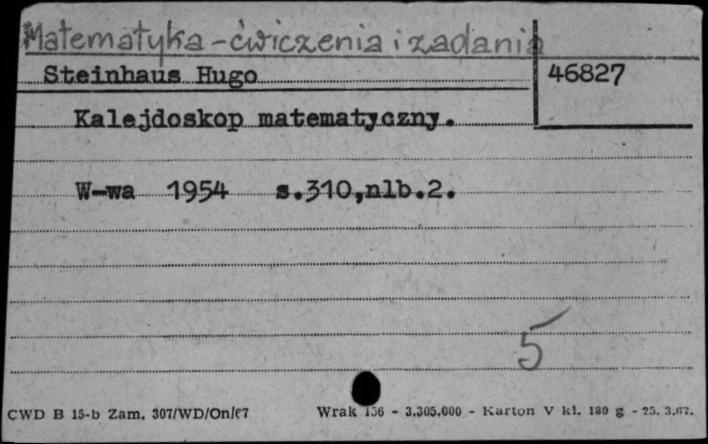 Matematyka - ćwiczenia i zadania
Steinhaus Hugo
46827
Kalejdoskop matematyczny.
W-wa 1954 s.310,nlb.2.
5
CWD B 15-b Zam. 307/WD/On/67 Wrak 156 - 3.305.000 - Karton V kl. 180 g - 25. 3.67.